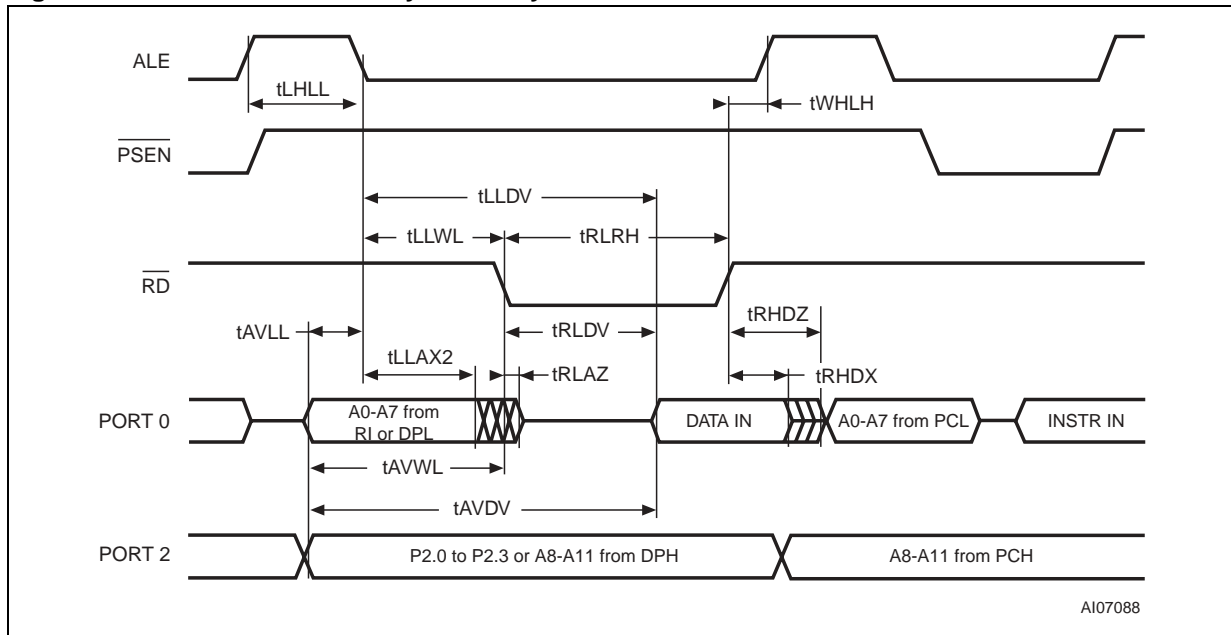 ALE
tLHLL
tWHLH
PSEN
tLLDV
tLLWL
tRLRH
RD
tRHDZ
tAVLL
tRLDV
tLLAX2
tRLAZ
tRHDX
PORT 0
A0-A7 from
RI or DPL
DATA IN
A0-A7 from PCL
INSTR IN
tAVWL
tAVDV
PORT 2
P2.0 to P2.3 or A8-A11 from DPH
A8-A11 from PCH
AI07088